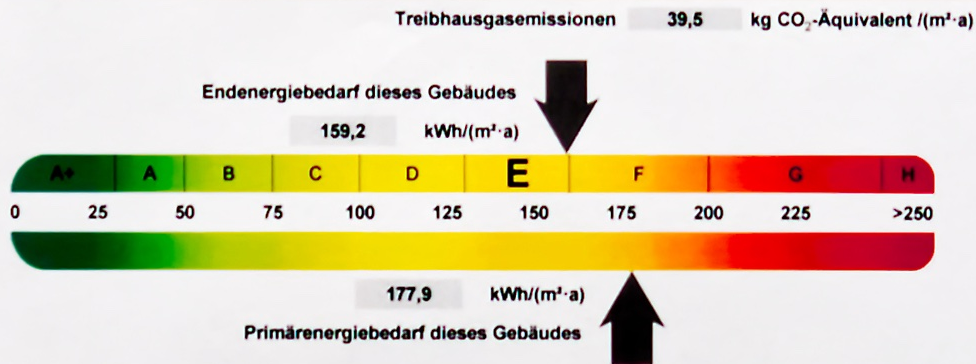 Treibhausgasemissionen 39,5 kg CO₂-Äquivalent /(m²·a)
Endenergiebedarf dieses Gebäudes
159,2 kWh/(m²·a)
A+ A B C D E F G H
0 25 50 75 100 125 150 175 200 225 >250
177,9 kWh/(m²·a)
Primärenergiebedarf dieses Gebäudes